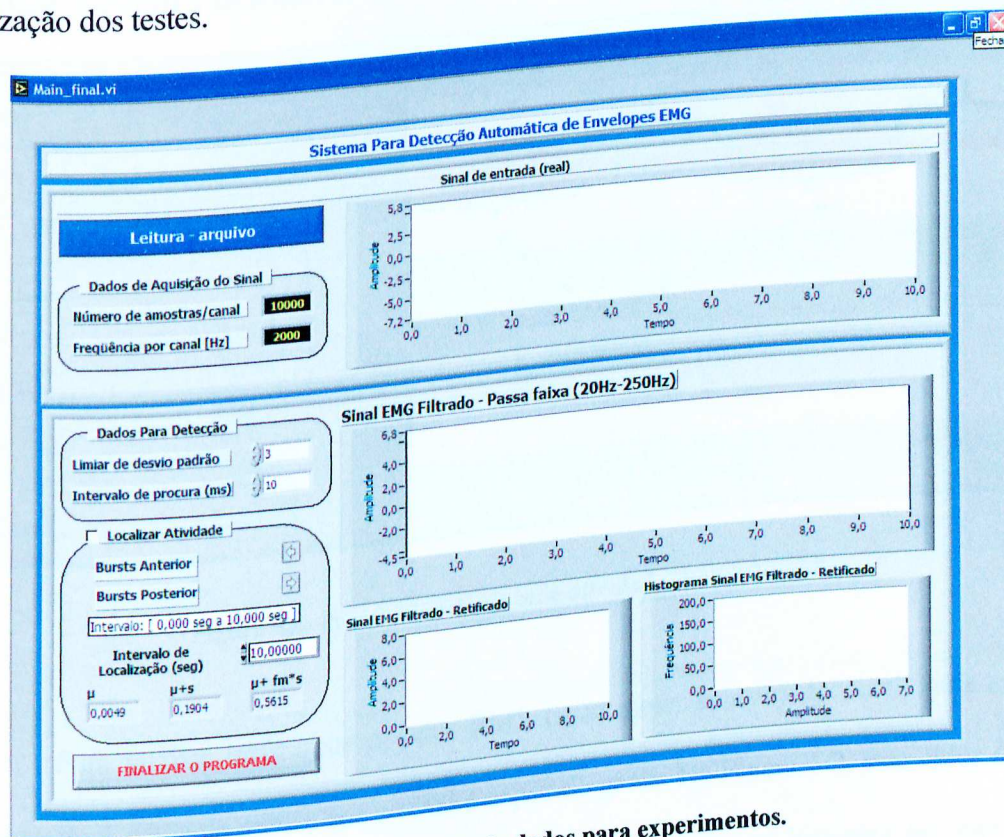 zação dos testes.
Fecha
Main_final.vi
Sistema Para Detecção Automática de Envelopes EMG
Sinal de entrada (real)
Leitura - arquivo
Dados de Aquisição do Sinal
Número de amostras/canal 10000
Freqüência por canal [Hz] 2000
Amplitude
5,8
2,5
0,0
-2,5
-5,0
-7,2
0,0 1,0 2,0 3,0 4,0 5,0 6,0 7,0 8,0 9,0 10,0
Tempo
Dados Para Detecção
Limiar de desvio padrão 3
Intervalo de procura (ms) 10
Localizar Atividade
Bursts Anterior
Bursts Posterior
Intervalo: [ 0,000 seg a 10,000 seg ]
Intervalo de
Localização (seg)
10,00000
µ µ+s µ+ fm*s
0,0049 0,1904 0,5615
FINALIZAR O PROGRAMA
Sinal EMG Filtrado - Passa faixa (20Hz-250Hz)
Amplitude
6,8
4,0
2,0
0,0
-2,0
-4,5
0,0 1,0 2,0 3,0 4,0 5,0 6,0 7,0 8,0 9,0 10,0
Tempo
Sinal EMG Filtrado - Retificado
Amplitude
8,0
6,0
4,0
2,0
0,0
0,0 2,0 4,0 6,0 8,0 10,0
Tempo
Histograma Sinal EMG Filtrado - Retificado
Freqüência
200,0
150,0
100,0
50,0
0,0
0,0 1,0 2,0 3,0 4,0 5,0 6,0 7,0
Amplitude
para experimentos.